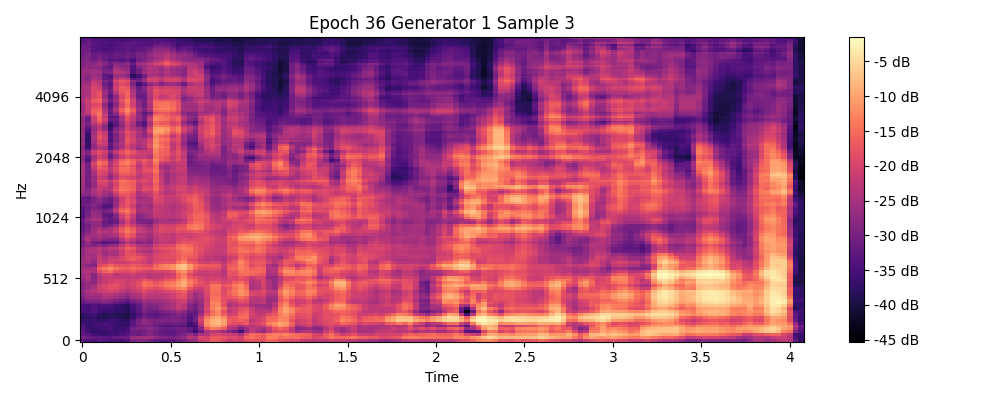 Epoch 36 Generator 1 Sample 3
Hz
4096
2048
1024
512
0
0 0.5 1 1.5 2 2.5 3 3.5 4
Time
-5 dB
-10 dB
-15 dB
-20 dB
-25 dB
-30 dB
-35 dB
-40 dB
-45 dB